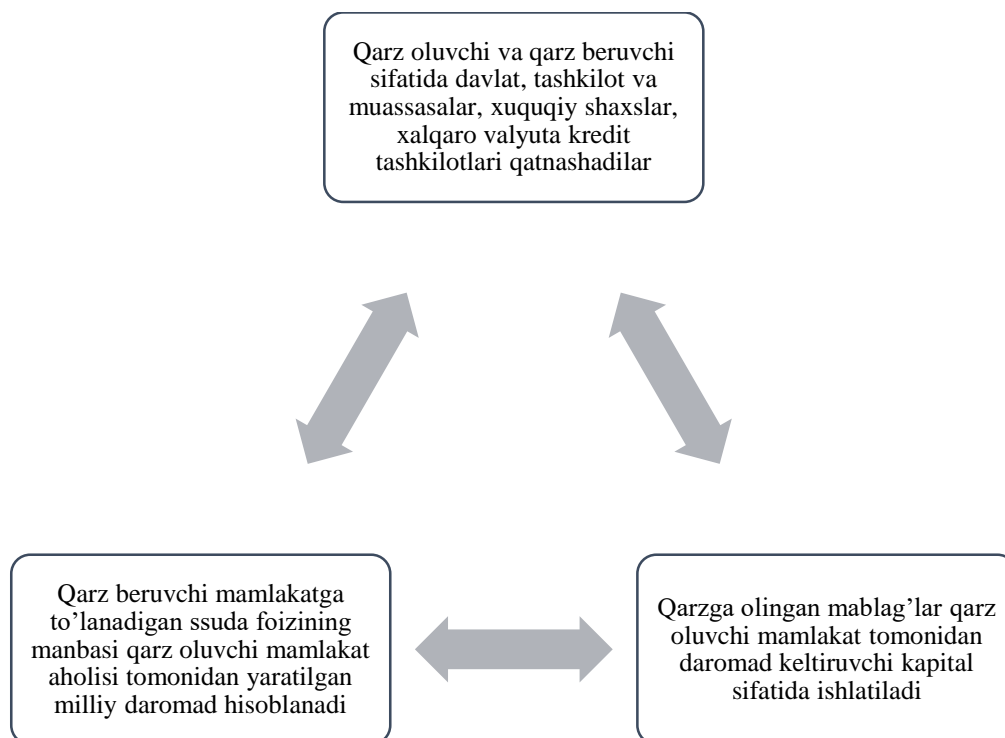 Qarz oluvchi va qarz beruvchi
sifatida davlat, tashkilot va
muassasalar, xuquqiy shaxslar,
xalqaro valyuta kredit
tashkilotlari qatnashadilar
Qarz beruvchi mamlakatga
to’lanadigan ssuda foizining
manbasi qarz oluvchi mamlakat
aholisi tomonidan yaratilgan
milliy daromad hisoblanadi
Qarzga olingan mablag’lar qarz
oluvchi mamlakat tomonidan
daromad keltiruvchi kapital
sifatida ishlatiladi